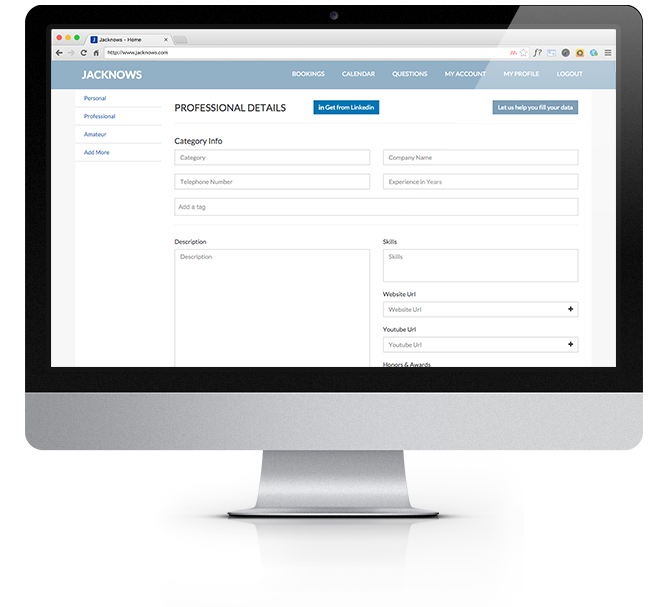 Jacknows - Home
http://www.jacknows.com
JACKNOWS
BOOKINGS CALENDAR QUESTIONS MY ACCOUNT MY PROFILE LOGOUT
Personal
Professional
Amateur
Add More
PROFESSIONAL DETAILS
in Get from Linkedin
Let us help you fill your data
Category Info
Category
Company Name
Telephone Number
Experience in Years
Add a tag
Description
Description
Skills
Skills
Website Url
Website Url
Youtube Url
Youtube Url
Honors & Awards